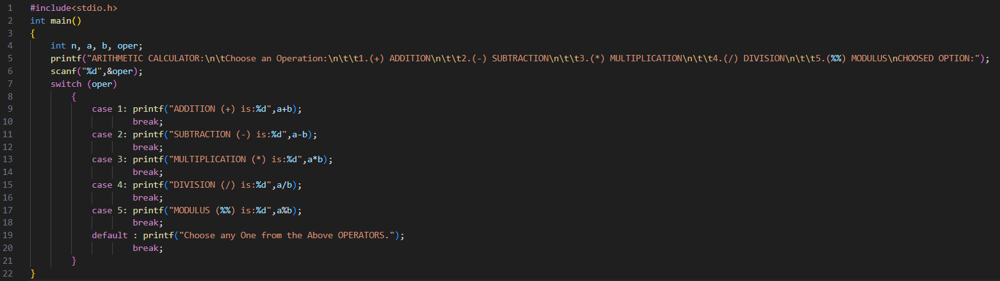 1 #include<stdio.h>
2 int main()
3 {
4     int n, a, b, oper;
5     printf("ARITHMETIC CALCULATOR:\n\tChoose an Operation:\n\t\t1.(+) ADDITION\n\t\t2.(-) SUBTRACTION\n\t\t3.(*) MULTIPLICATION\n\t\t4.(/) DIVISION\n\t\t5.(%%) MODULUS\nCHOOSED OPTION:");
6     scanf("%d",&oper);
7     switch (oper)
8         {
9             case 1: printf("ADDITION (+) is:%d",a+b);
10                     break;
11             case 2: printf("SUBTRACTION (-) is:%d",a-b);
12                     break;
13             case 3: printf("MULTIPLICATION (*) is:%d",a*b);
14                     break;
15             case 4: printf("DIVISION (/) is:%d",a/b);
16                     break;
17             case 5: printf("MODULUS (%%) is:%d",a%b);
18                     break;
19             default : printf("Choose any One from the Above OPERATORS.");
20                     break;
21         }
22 }